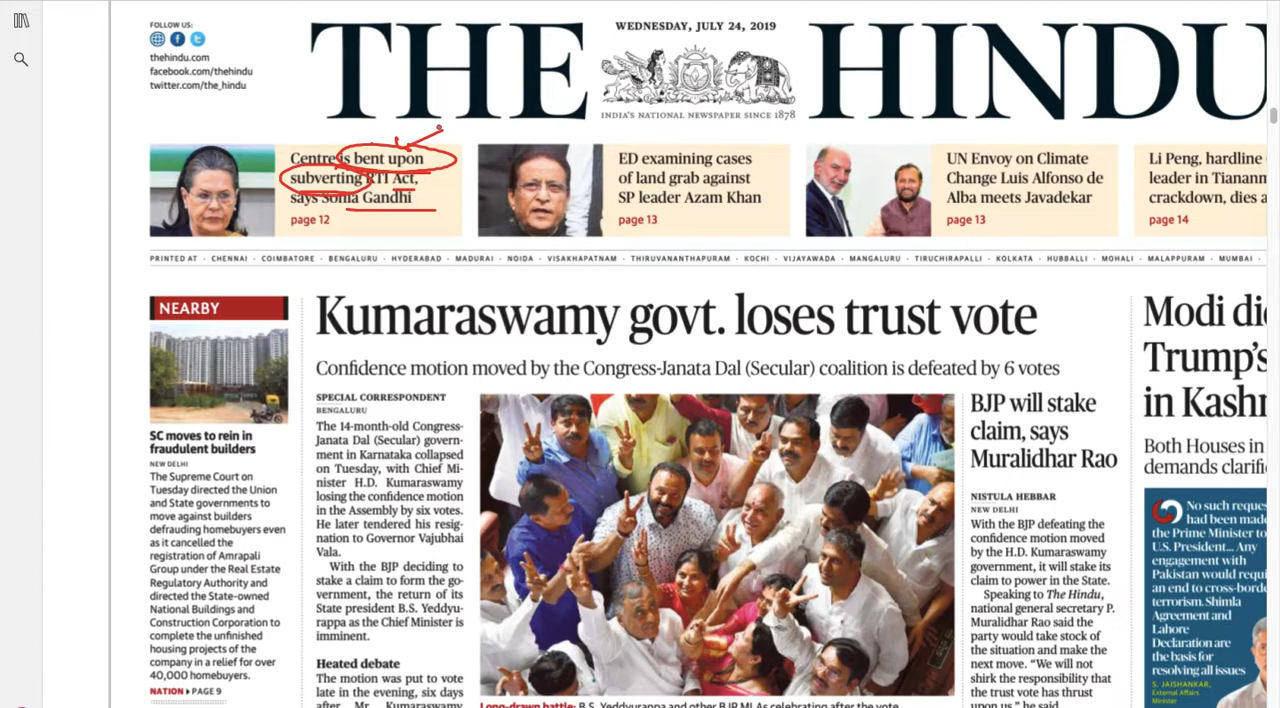 FOLLOW US:
thehindu.com
facebook.com/thehindu
twitter.com/the_hindu
THE HINDU
WEDNESDAY, JULY 24, 2019
INDIA'S NATIONAL NEWSPAPER SINCE 1878
Centre is bent upon
subverting RTI Act,
says Sonia Gandhi
page 12
ED examining cases
of land grab against
SP leader Azam Khan
page 13
UN Envoy on Climate
Change Luis Alfonso de
Alba meets Javadekar
page 13
Li Peng, hardline
leader in Tianann
crackdown, dies a
page 14
PRINTED AT · CHENNAI · COIMBATORE · BENGALURU · HYDERABAD · MADURAI · NOIDA · VISAKHAPATNAM · THIRUVANANTHAPURAM · KOCHI · VIJAYAWADA · MANGALURU · TIRUCHIRAPALLI · KOLKATA · HUBBALLI · MOHALI · MALAPPURAM · MUMBAI ·
NEARBY
SC moves to rein in
fraudulent builders
NEW DELHI
The Supreme Court on
Tuesday directed the Union
and State governments to
move against builders
defrauding homebuyers even
as it cancelled the
registration of Amrapali
Group under the Real Estate
Regulatory Authority and
directed the State-owned
National Buildings and
Construction Corporation to
complete the unfinished
housing projects of the
company in a relief for over
40,000 homebuyers.
NATION ▸ PAGE 9
Kumaraswamy govt. loses trust vote
Confidence motion moved by the Congress-Janata Dal (Secular) coalition is defeated by 6 votes
SPECIAL CORRESPONDENT
BENGALURU
The 14-month-old Congress-
Janata Dal (Secular) govern-
ment in Karnataka collapsed
on Tuesday, with Chief Mi-
nister H.D. Kumaraswamy
losing the confidence motion
in the Assembly by six votes.
He later tendered his resig-
nation to Governor Vajubhai
Vala.
With the BJP deciding to
stake a claim to form the go-
vernment, the return of its
State president B.S. Yeddyu-
rappa as the Chief Minister is
imminent.
Heated debate
The motion was put to vote
late in the evening, six days
after Mr. Kumaraswamy
Long-drawn battle: B.S. Yeddyurappa and other BJP MLAs celebrating after the vote
BJP will stake
claim, says
Muralidhar Rao
NISTULA HEBBAR
NEW DELHI
With the BJP defeating the
confidence motion moved
by the H.D. Kumaraswamy
government, it will stake its
claim to power in the State.
Speaking to The Hindu,
national general secretary P.
Muralidhar Rao said the
party would take stock of
the situation and make the
next move. “We will not
shirk the responsibility that
the trust vote has thrust
upon us,” he said
Modi di
Trump's
in Kash
Both Houses in
demands clarifi
No such reque
had been made
the Prime Minister to
U.S. President... Any
engagement with
Pakistan would requi
an end to cross-borde
terrorism. Shimla
Agreement and
Lahore
Declaration are
the basis for
resolving all issues
S. JAISHANKAR,
External Affairs
Minister